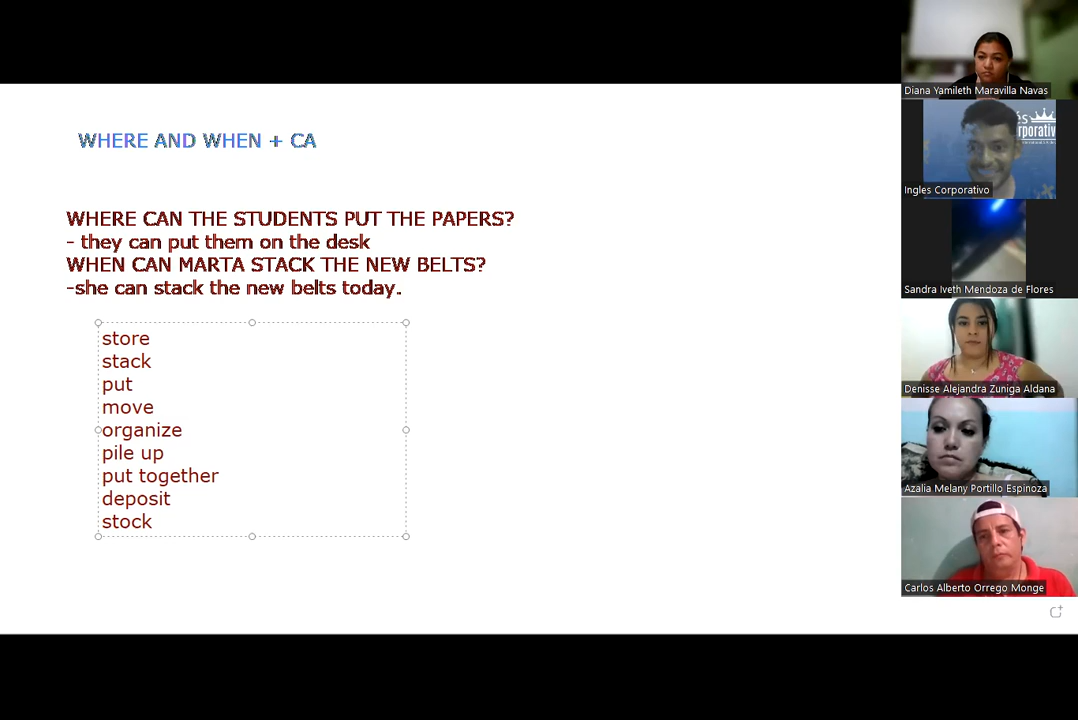 WHERE AND WHEN + CA
WHERE CAN THE STUDENTS PUT THE PAPERS?
- they can put them on the desk
WHEN CAN MARTA STACK THE NEW BELTS?
-she can stack the new belts today.
store
stack
put
move
organize
pile up
put together
deposit
stock
Diana Yamileth Maravilla Navas
Ingles Corporativo
Sandra Iveth Mendoza de Flores
Denisse Alejandra Zuniga Aldana
Azalia Melany Portillo Espinoza
Carlos Alberto Orrego Monge